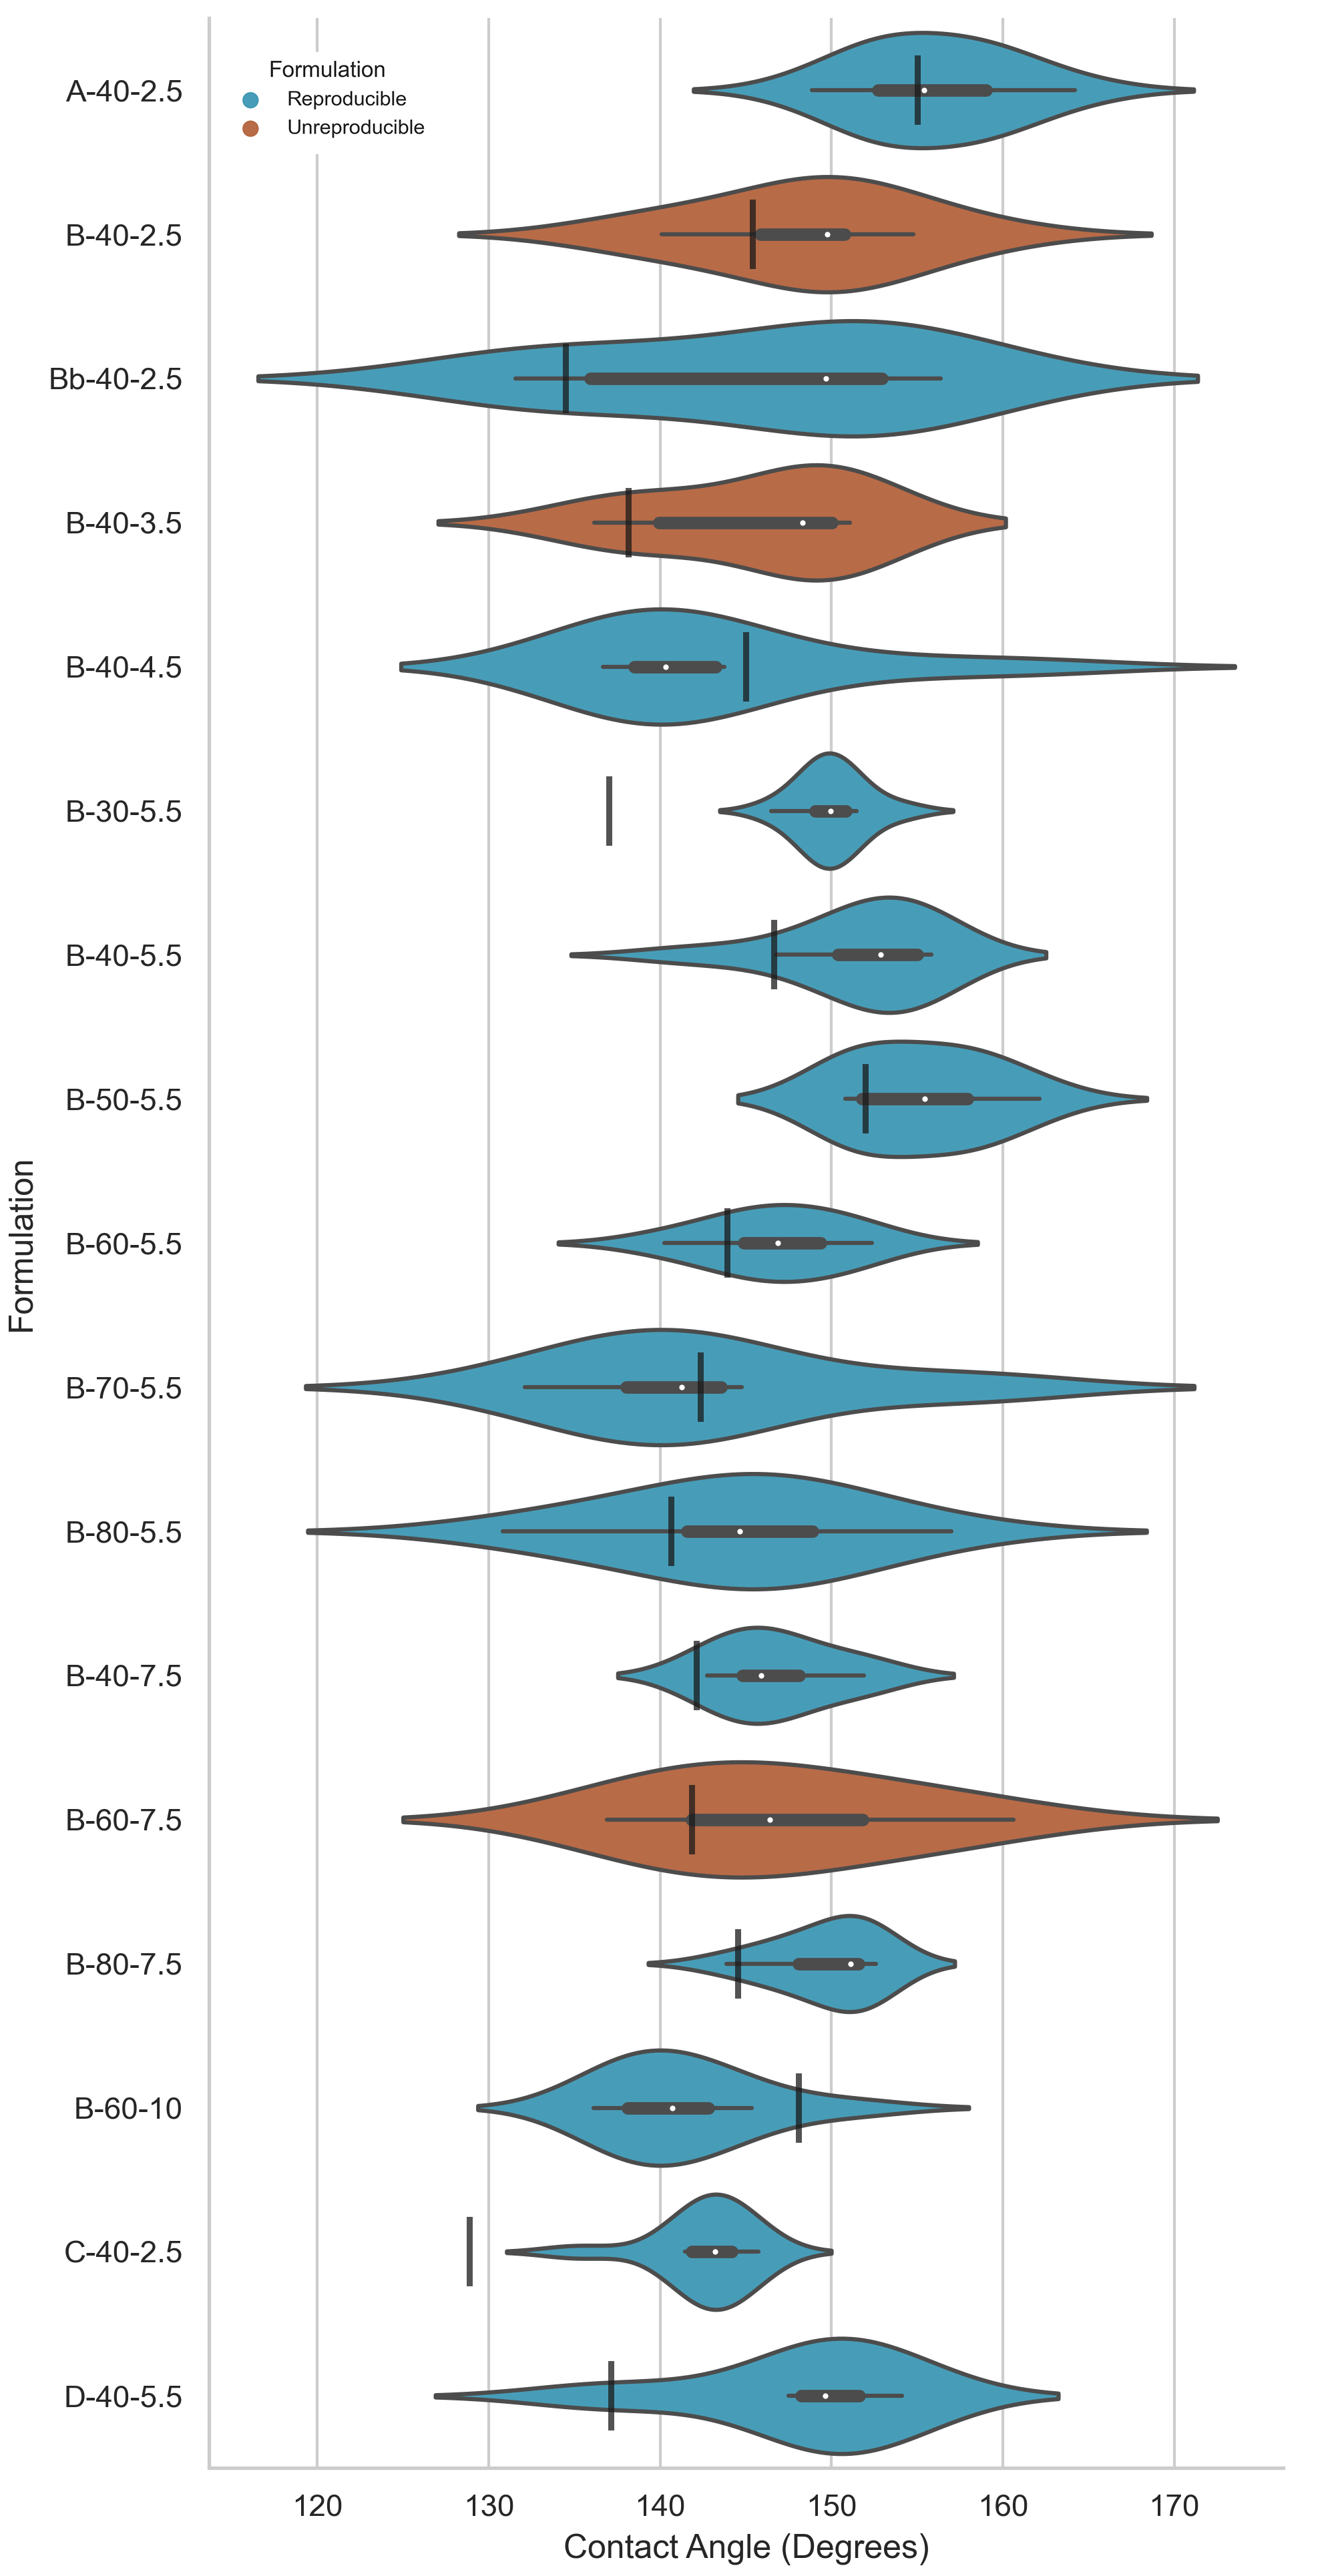 Formulation
Reproducible
Unreproducible
A-40-2.5
B-40-2.5
Bb-40-2.5
B-40-3.5
B-40-4.5
B-30-5.5
B-40-5.5
B-50-5.5
B-60-5.5
B-70-5.5
B-80-5.5
B-40-7.5
B-60-7.5
B-80-7.5
B-60-10
C-40-2.5
D-40-5.5
Formulation
120 130 140 150 160 170
Contact Angle (Degrees)